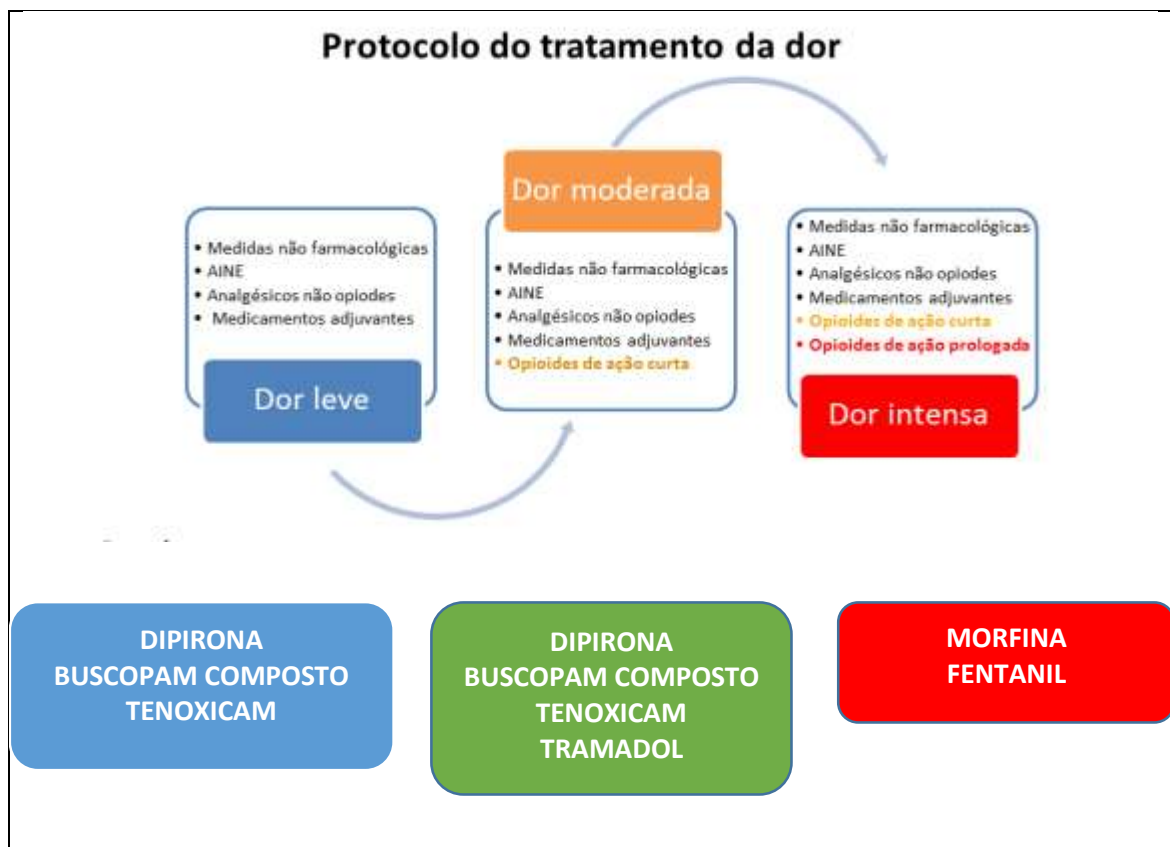 Protocolo do tratamento da dor
• Medidas não farmacológicas
• AINE
• Analgésicos não opiodes
• Medicamentos adjuvantes
Dor leve
Dor moderada
• Medidas não farmacológicas
• AINE
• Analgésicos não opiodes
• Medicamentos adjuvantes
• Opioides de ação curta
• Medidas não farmacológicas
• AINE
• Analgésicos não opiodes
• Medicamentos adjuvantes
• Opioides de ação curta
• Opioides de ação prologada
Dor intensa
DIPIRONA
BUSCOPAM COMPOSTO
TENOXICAM
DIPIRONA
BUSCOPAM COMPOSTO
TENOXICAM
TRAMADOL
MORFINA
FENTANIL